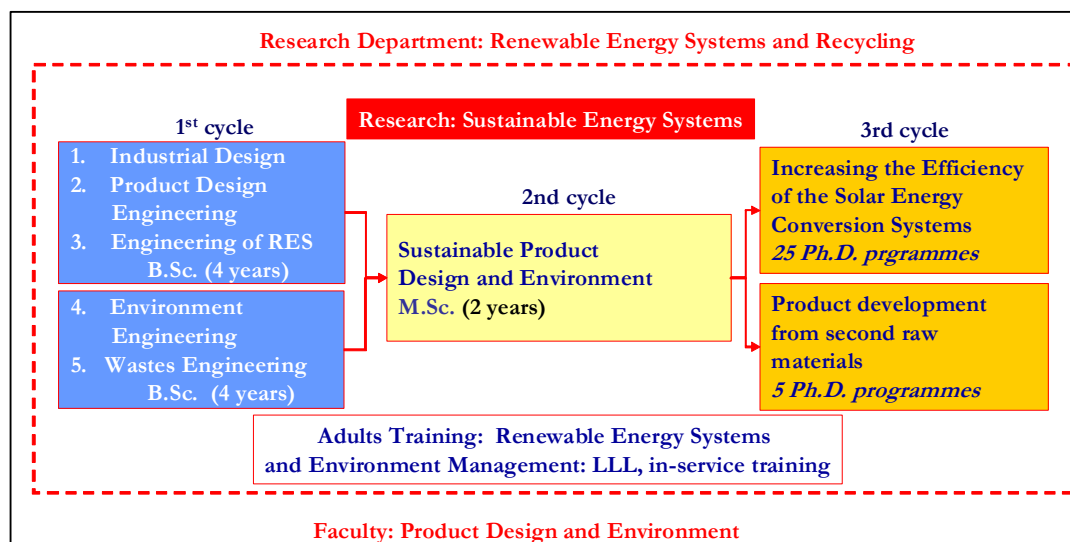 Research Department: Renewable Energy Systems and Recycling
Research: Sustainable Energy Systems
1st cycle
1. Industrial Design
2. Product Design
Engineering
3. Engineering of RES
B.Sc. (4 years)
4. Environment
Engineering
5. Wastes Engineering
B.Sc. (4 years)
2nd cycle
Sustainable Product
Design and Environment
M.Sc. (2 years)
3rd cycle
Increasing the Efficiency
of the Solar Energy
Conversion Systems
25 Ph.D. prgrammes
Product development
from second raw
materials
5 Ph.D. programmes
Adults Training: Renewable Energy Systems
and Environment Management: LLL, in-service training
Faculty: Product Design and Environment